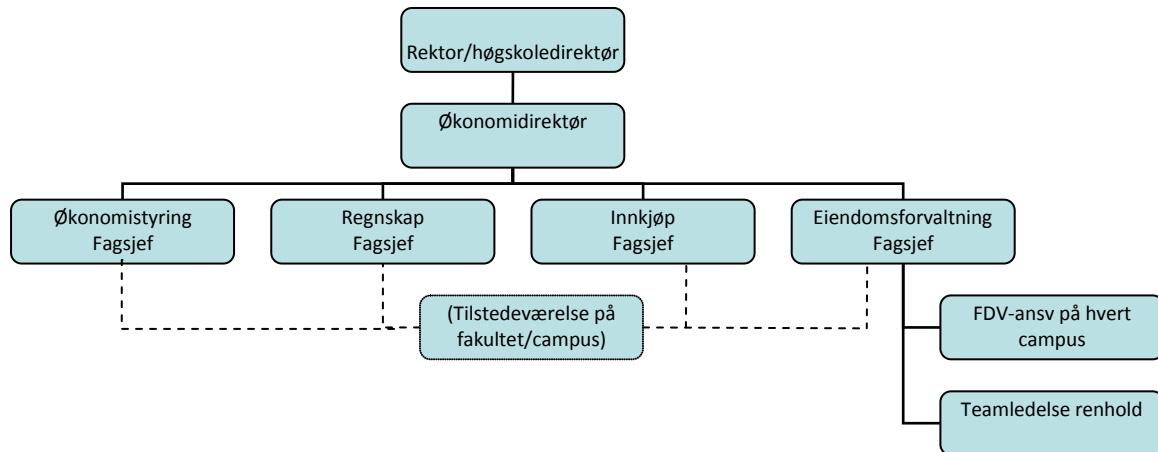 Rektor/høgskoledirektør
Økonomidirektør
Økonomistyring
Fagsjef
Regnskap
Fagsjef
Innkjøp
Fagsjef
Eiendomsforvaltning
Fagsjef
(Tilstedeværelse på
fakultet/campus)
FDV-ansv på hvert
campus
Teamledelse renhold